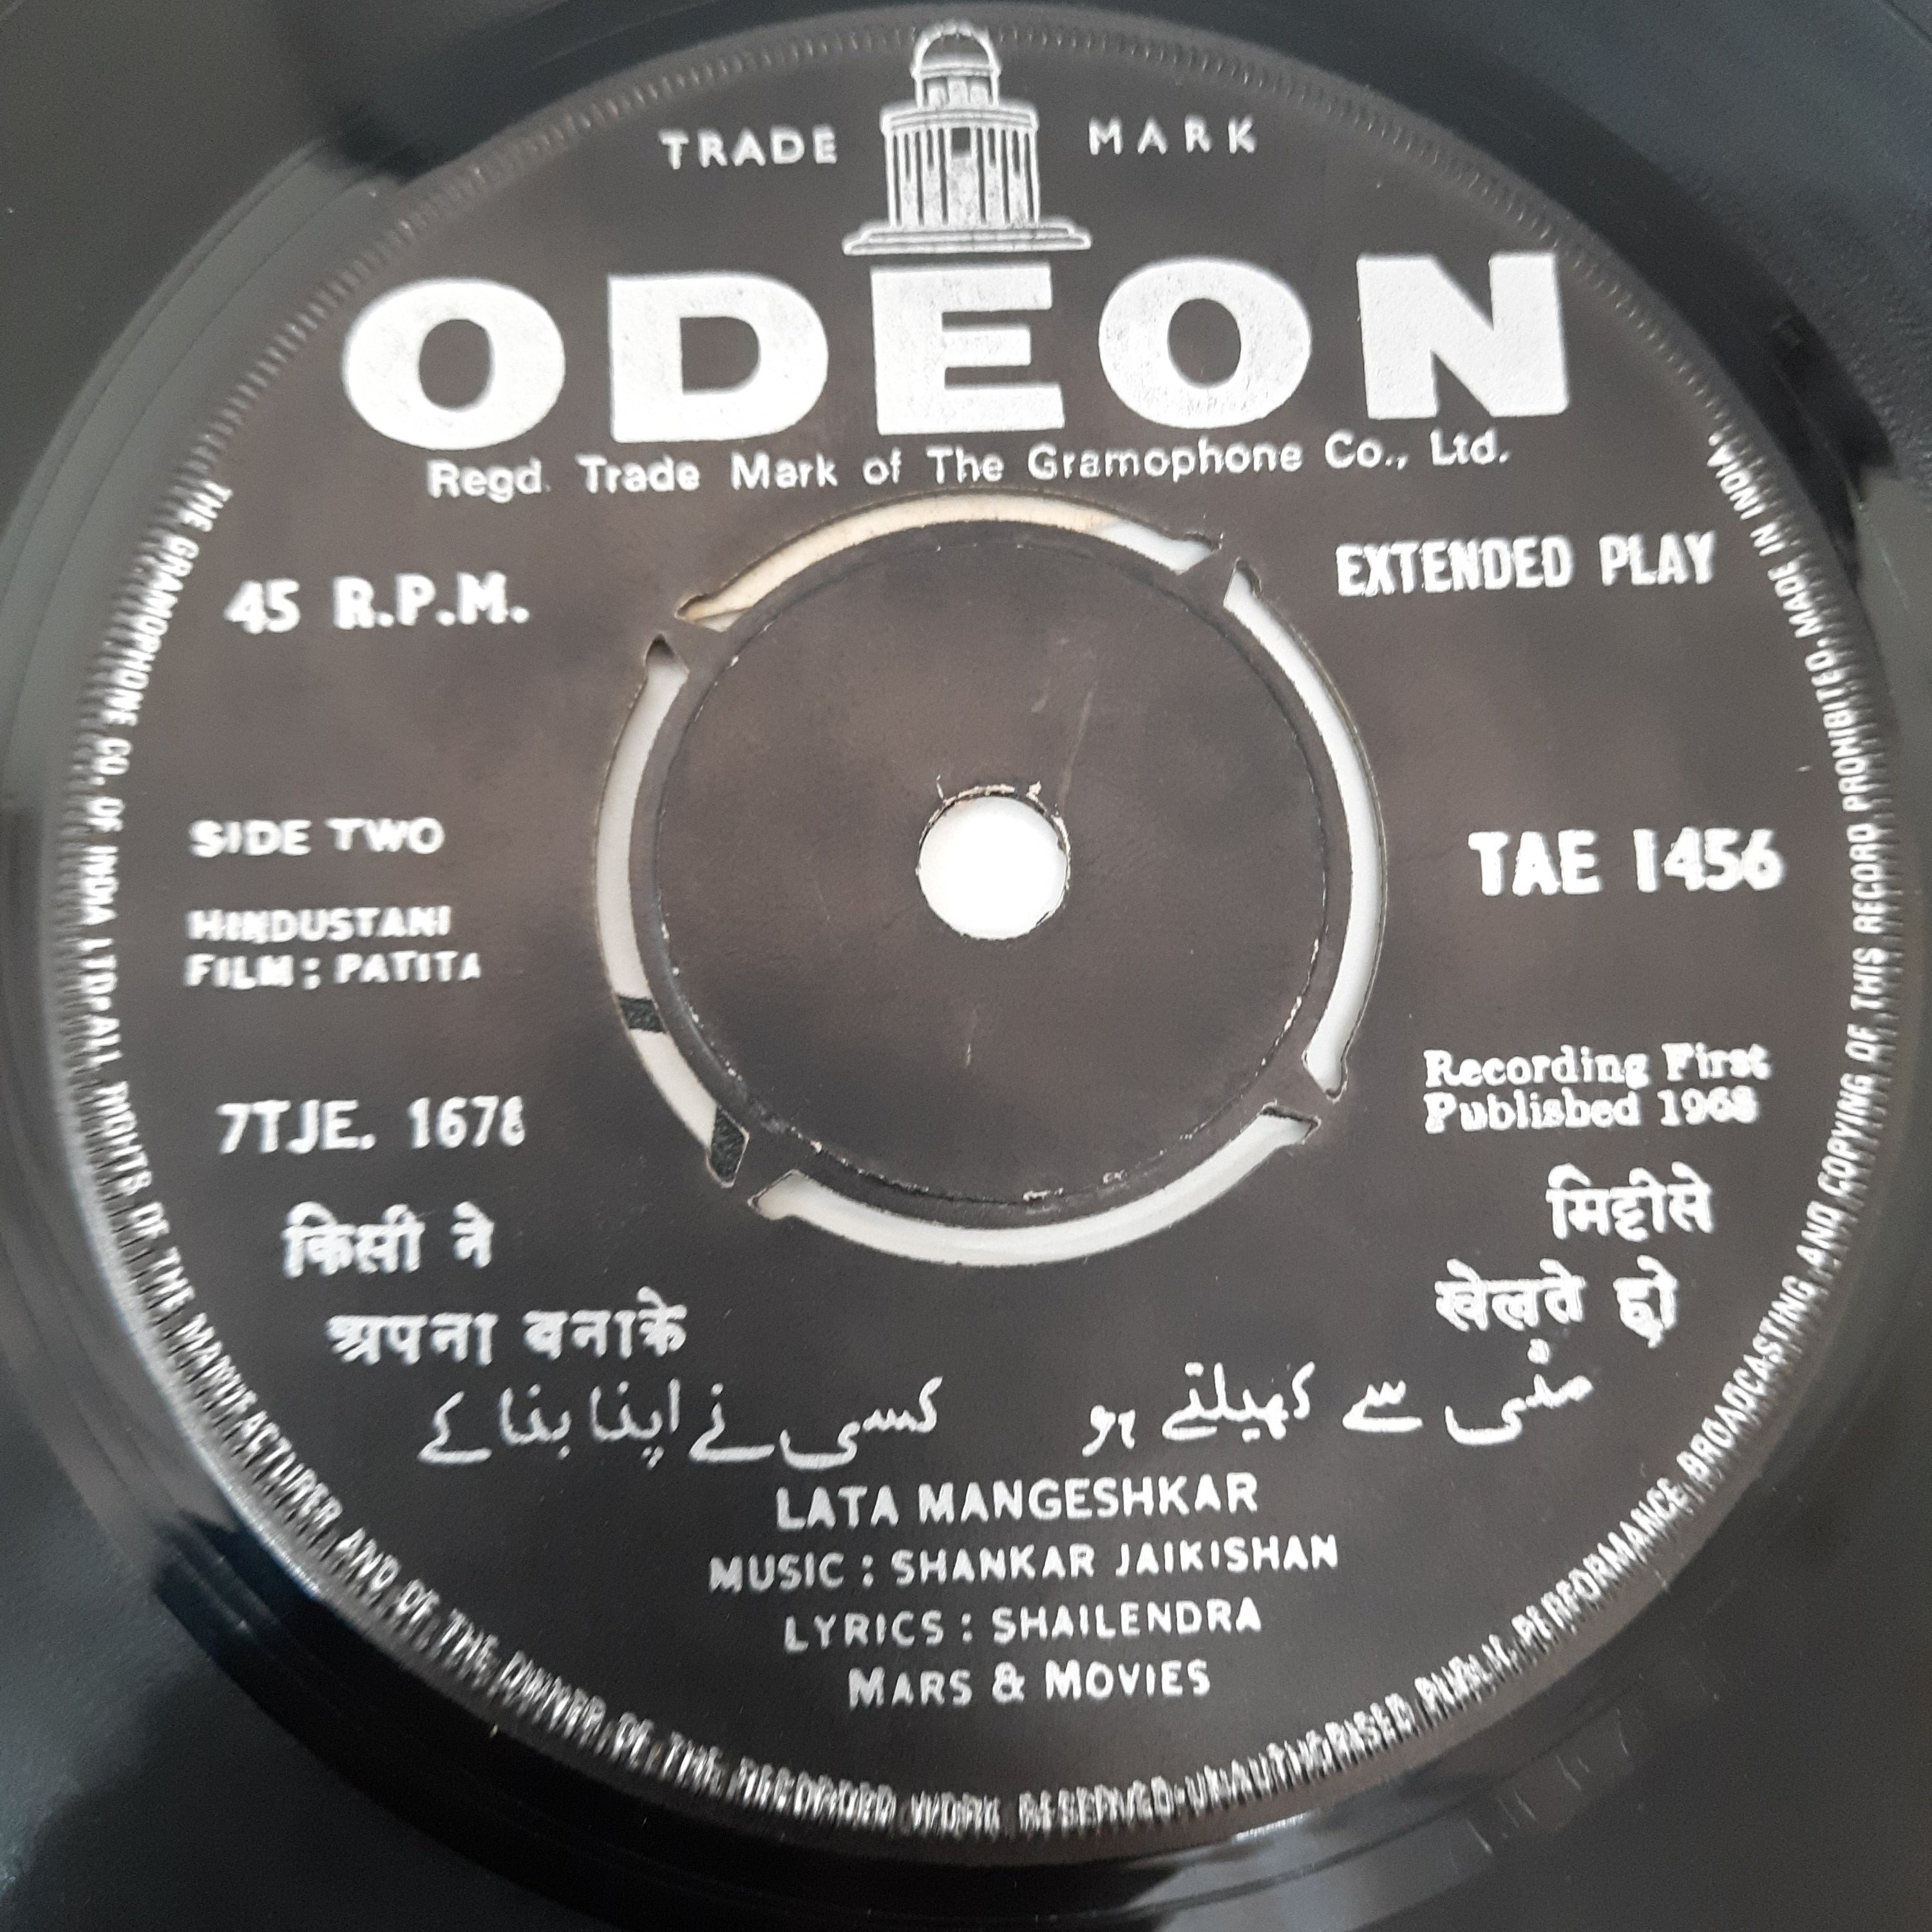 TRADE MARK
ODEON
Regd. Trade Mark of The Gramophone Co., Ltd.
45 R.P.M.
EXTENDED PLAY
SIDE TWO
TAE 1456
HINDUSTANI
FILM : PATITA
Recording First
Published 1968
7TJE. 1678
किसी ने
अपना बनाके
मिट्टीसे
खेलते हो
کسی نے اپنا بنا کے
مٹی سے کھیلتے ہو
LATA MANGESHKAR
MUSIC : SHANKAR JAIKISHAN
LYRICS : SHAILENDRA
MARS & MOVIES
THE GRAMOPHONE CO. OF INDIA LTD. ALL RIGHTS OF THE MANUFACTURER AND OF THE OWNER OF THE RECORDED WORK RESERVED. UNAUTHORISED PUBLIC PERFORMANCE BROADCASTING AND COPYING OF THIS RECORD PROHIBITED. MADE IN INDIA